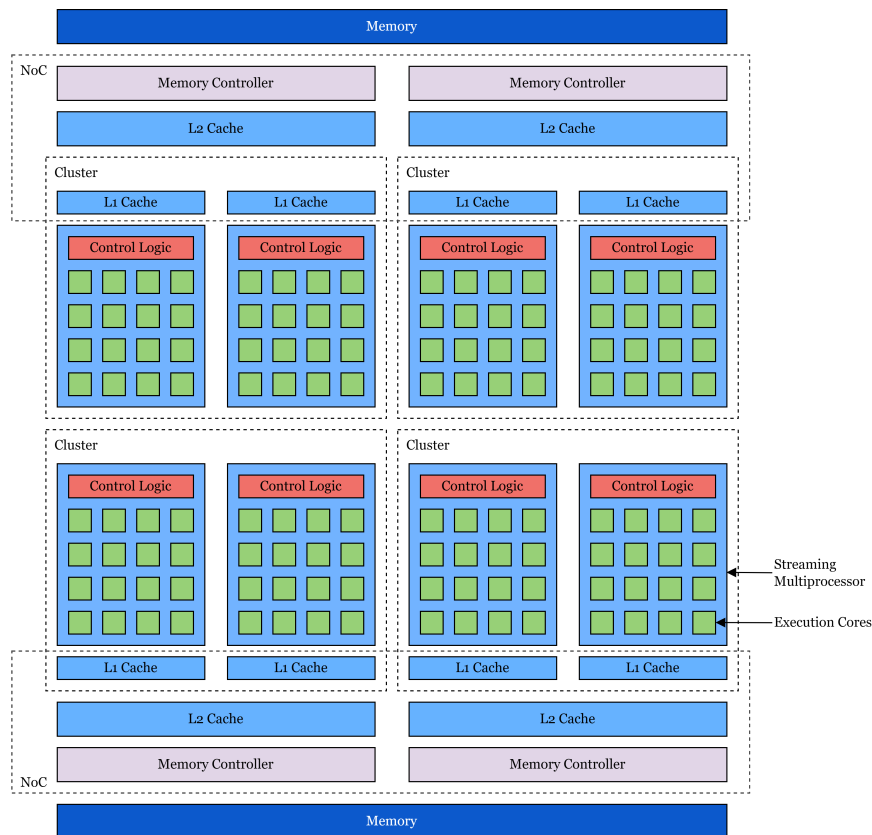 Memory
NoC
Memory Controller
Memory Controller
L2 Cache
L2 Cache
Cluster
Cluster
L1 Cache
L1 Cache
L1 Cache
L1 Cache
Control Logic
Control Logic
Control Logic
Control Logic
Cluster
Cluster
Control Logic
Control Logic
Control Logic
Control Logic
Streaming
Multiprocessor
Execution Cores
L1 Cache
L1 Cache
L1 Cache
L1 Cache
L2 Cache
L2 Cache
Memory Controller
Memory Controller
NoC
Memory